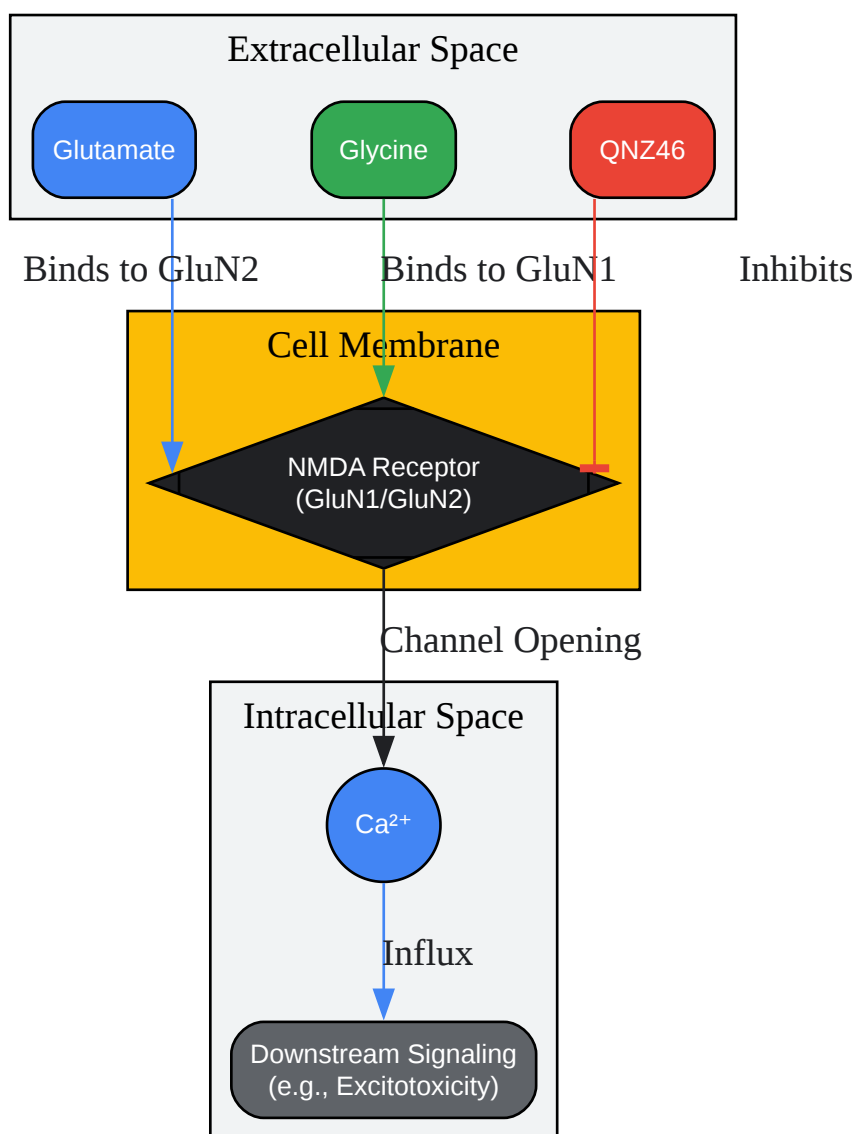 Extracellular Space
Glutamate
Glycine
QNZ46
Binds to GluN2
Binds to GluN1
Inhibits
Cell Membrane
NMDA Receptor
(GluN1/GluN2)
Channel Opening
Intracellular Space
Ca²⁺
Influx
Downstream Signaling
(e.g., Excitotoxicity)